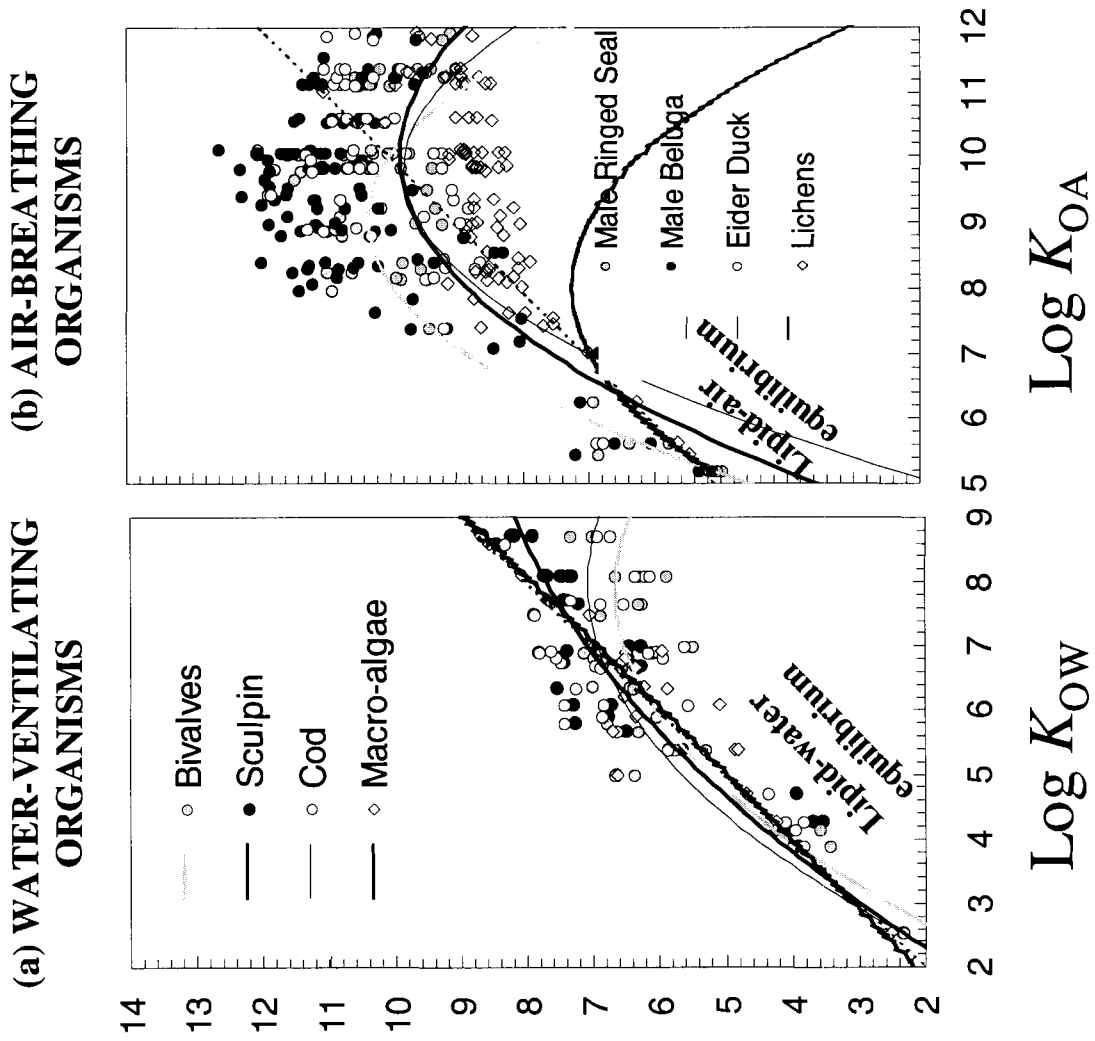 (a) WATER-VENTILATING
ORGANISMS
Bivalves
Sculpin
Cod
Macro-algae
Lipid-water
equilibrium
14
13
12
11
10
9
8
7
6
5
4
3
2
2 3 4 5 6 7 8 9
Log K_OW
(b) AIR-BREATHING
ORGANISMS
Male Ringed Seal
Male Beluga
Eider Duck
Lichens
Lipid-air
equilibrium
5 6 7 8 9 10 11 12
Log K_OA